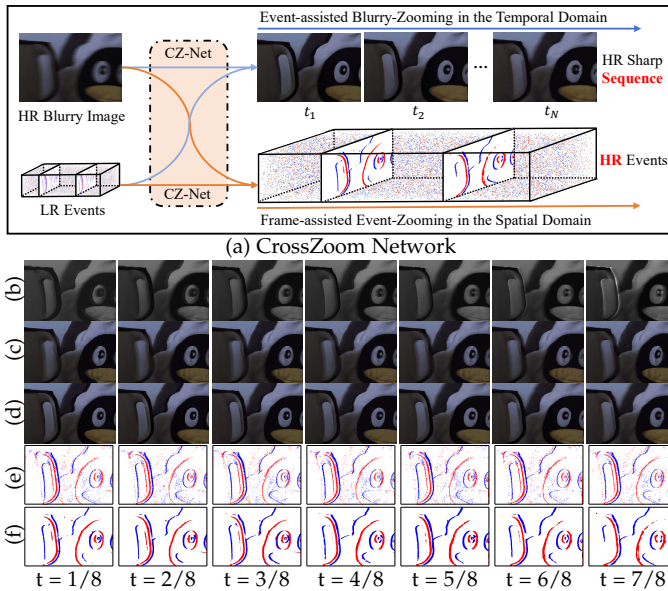 Event-assisted Blurry-Zooming in the Temporal Domain
CZ-Net
HR Sharp
Sequence
HR Blurry Image
t1
t2
...
tN
HR Events
LR Events
CZ-Net
Frame-assisted Event-Zooming in the Spatial Domain
(a) CrossZoom Network
(b)
(c)
(d)
(e)
(f)
t = 1/8 t = 2/8 t = 3/8 t = 4/8 t = 5/8 t = 6/8 t = 7/8